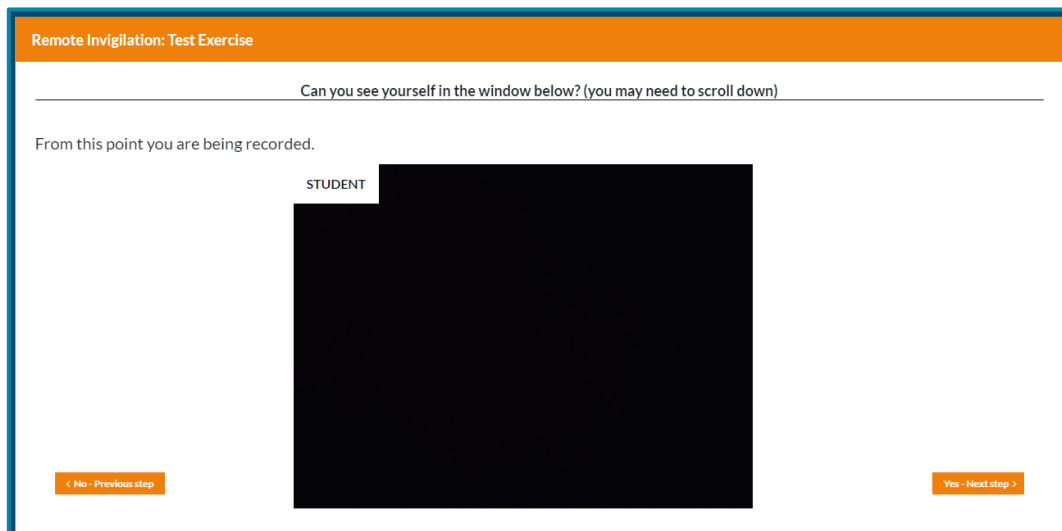 Remote Invigilation: Test Exercise
Can you see yourself in the window below? (you may need to scroll down)
From this point you are being recorded.
STUDENT
< No - Previous step
Yes - Next step >